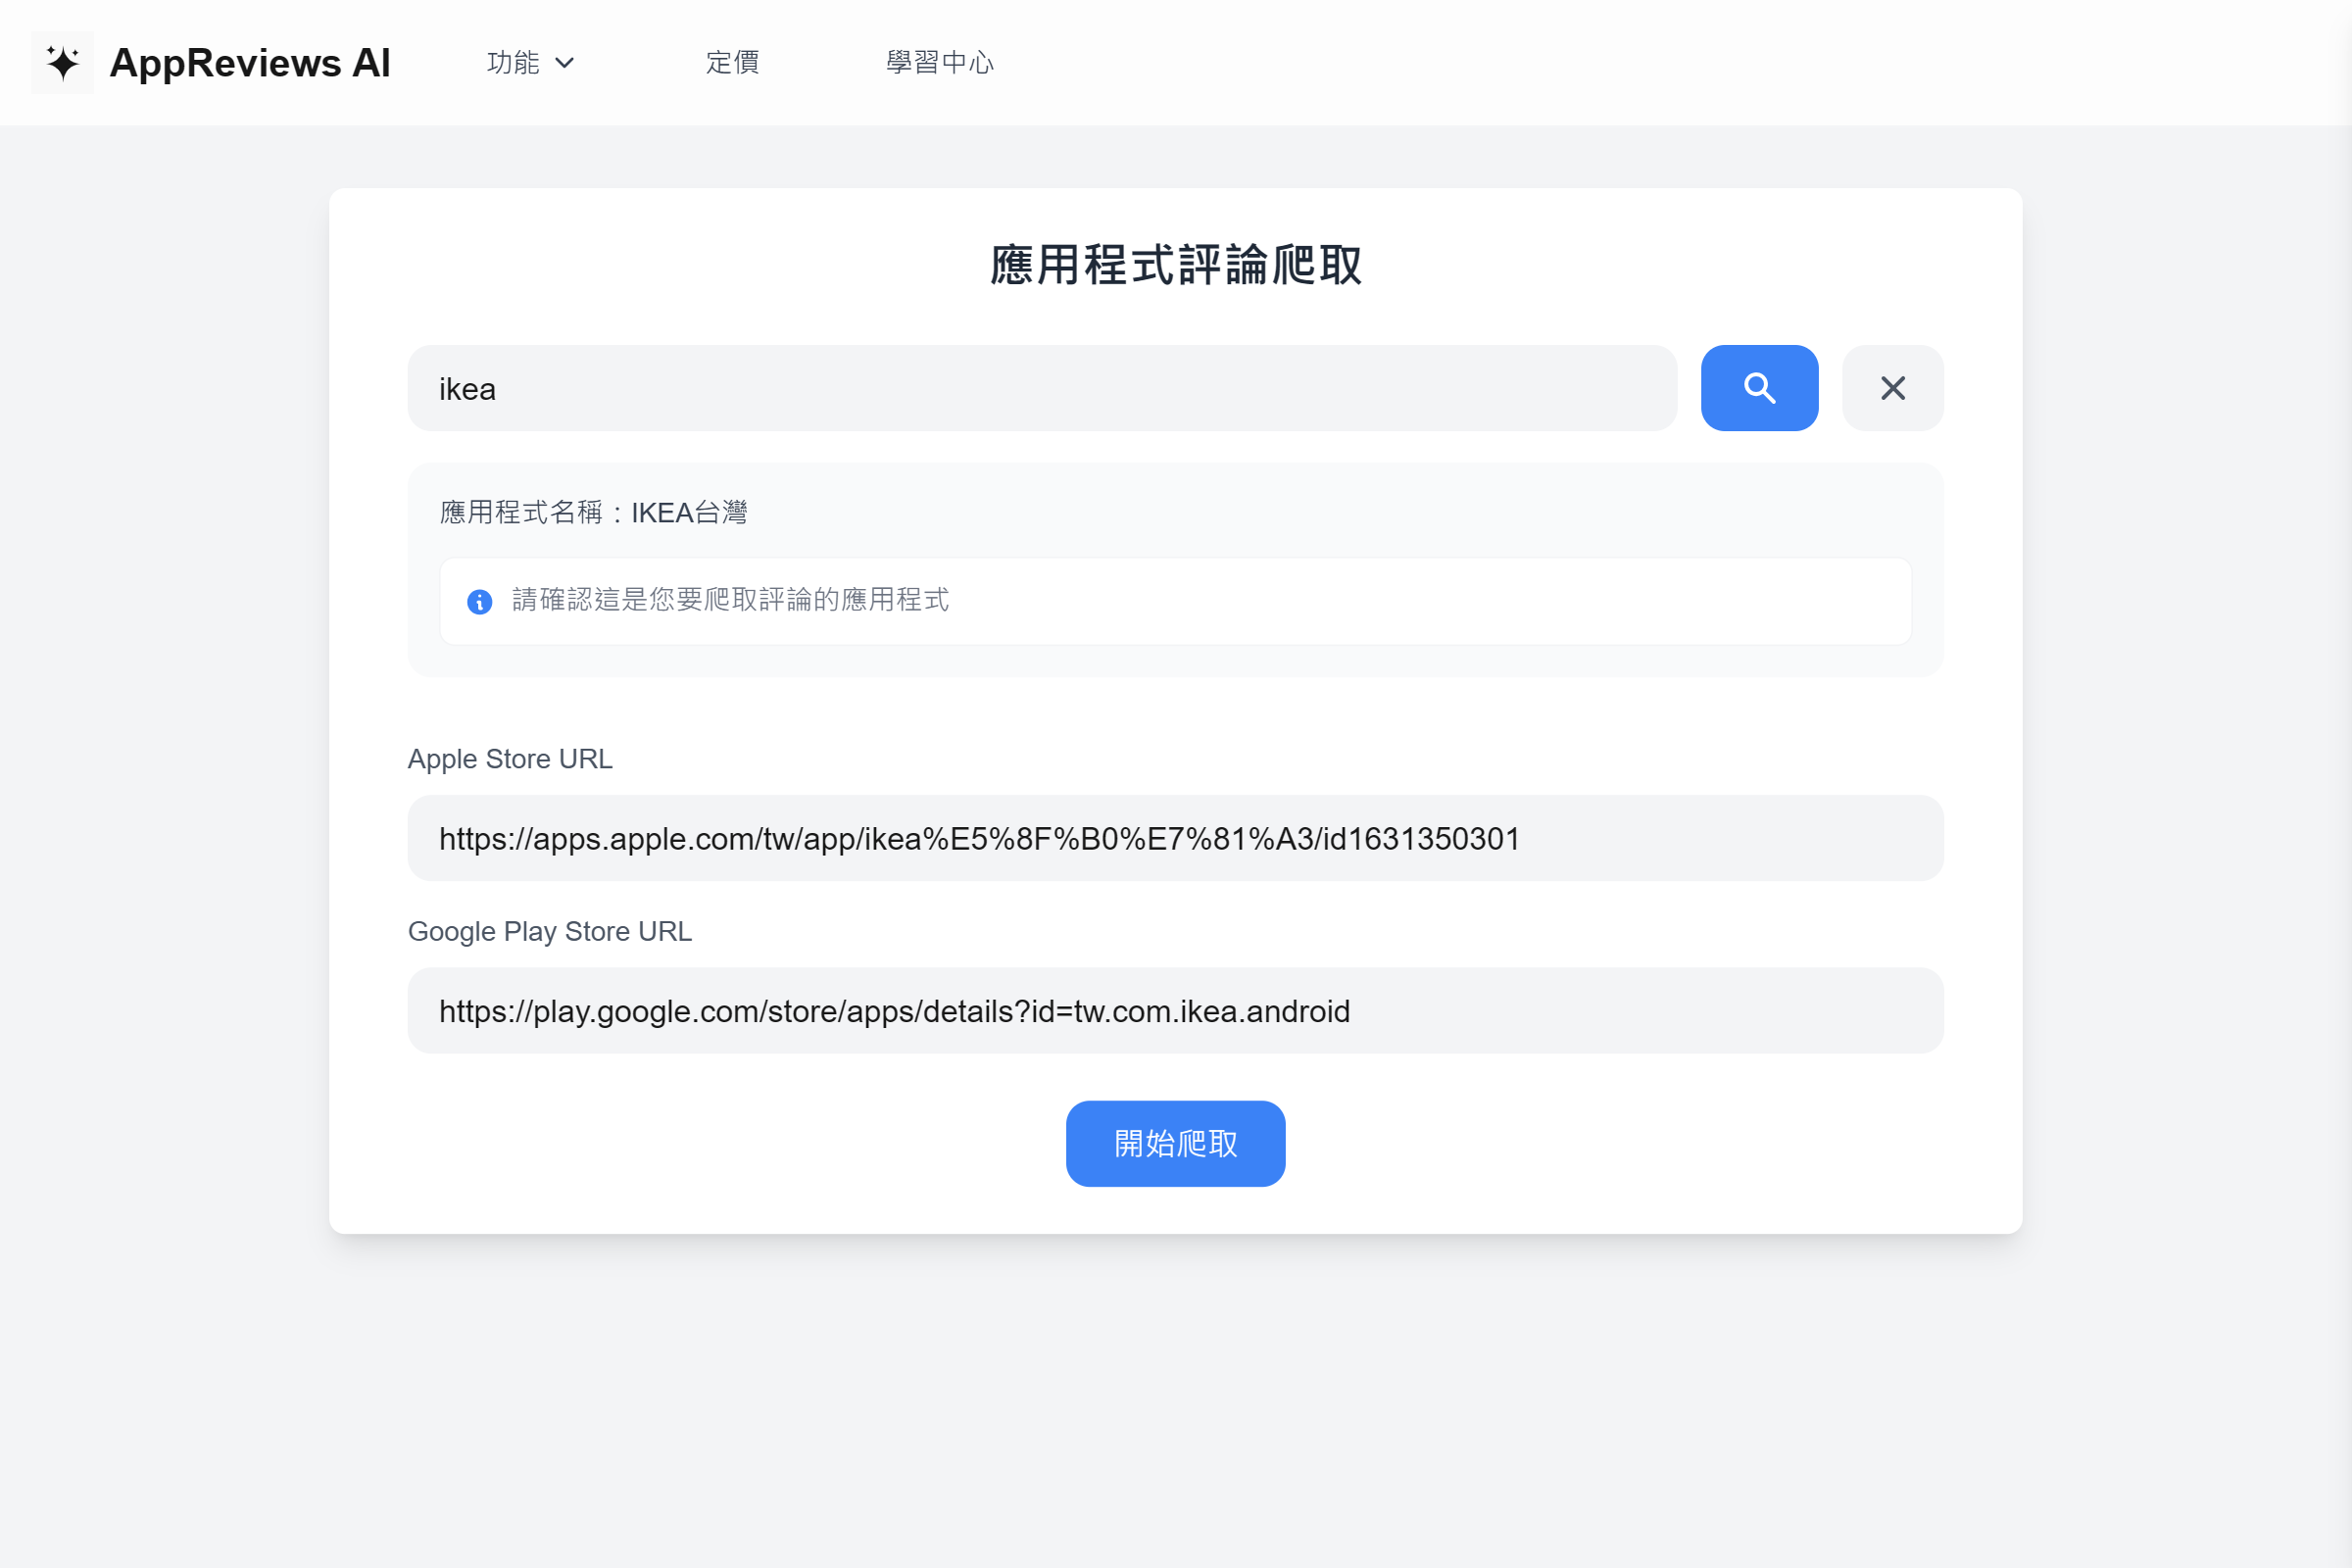 AppReviews AI
功能
定價
學習中心
應用程式評論爬取
ikea
應用程式名稱：IKEA台灣
請確認這是您要爬取評論的應用程式
Apple Store URL
https://apps.apple.com/tw/app/ikea%E5%8F%B0%E7%81%A3/id1631350301
Google Play Store URL
https://play.google.com/store/apps/details?id=tw.com.ikea.android
開始爬取